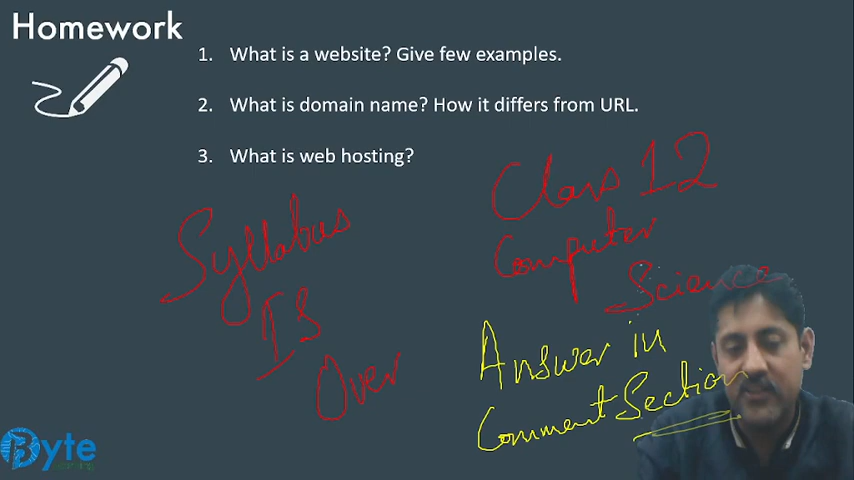 Homework
1. What is a website? Give few examples.
2. What is domain name? How it differs from URL.
3. What is web hosting?
Class 12
Computer
Science
Syllabus
IS
Over
Answer in
Comment Section
Byte